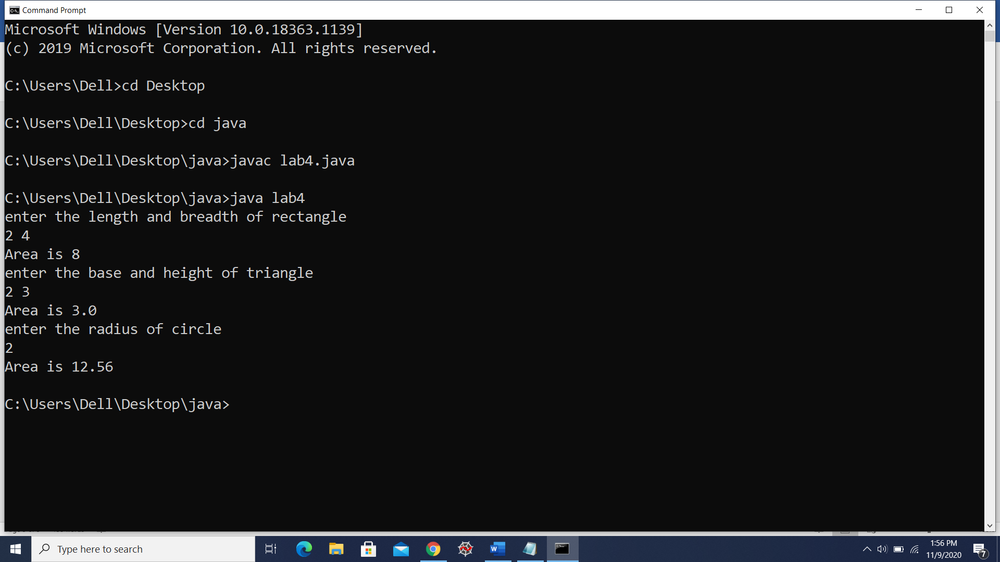 Command Prompt
Microsoft Windows [Version 10.0.18363.1139]
(c) 2019 Microsoft Corporation. All rights reserved.
C:\Users\Dell>cd Desktop
C:\Users\Dell\Desktop>cd java
C:\Users\Dell\Desktop\java>javac lab4.java
C:\Users\Dell\Desktop\java>java lab4
enter the length and breadth of rectangle
2 4
Area is 8
enter the base and height of triangle
2 3
Area is 3.0
enter the radius of circle
2
Area is 12.56
C:\Users\Dell\Desktop\java>
Type here to search
1:56 PM
11/9/2020
7